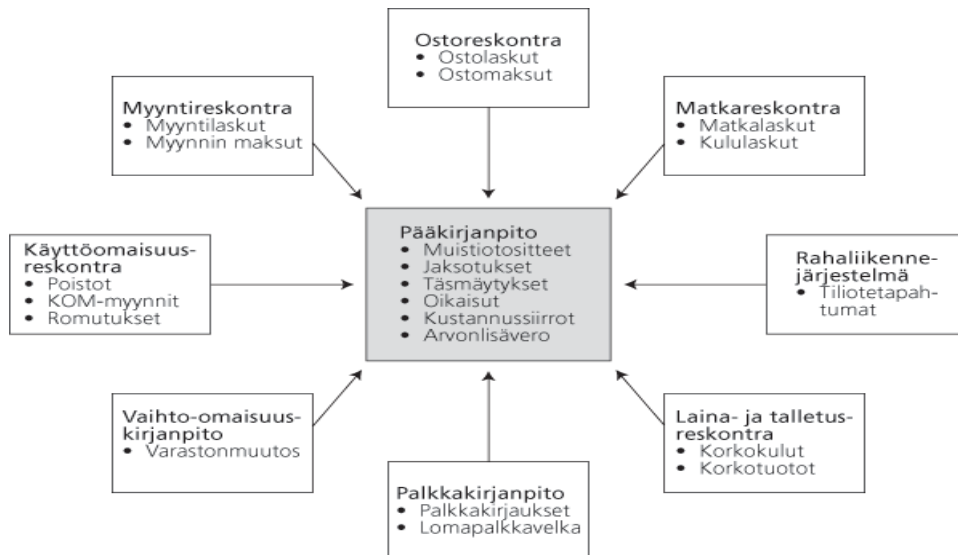 Ostoreskontra
• Ostolaskut
• Ostomaksut
Myyntireskontra
• Myyntilaskut
• Myynnin maksut
Matkareskontra
• Matkalaskut
• Kululaskut
Pääkirjanpito
• Muistiotositteet
• Jaksotukset
• Täsmäytykset
• Oikaisut
• Kustannussiirrot
• Arvonlisävero
Käyttöomaisuus-
reskontra
• Poistot
• KOM-myynnit
• Romutukset
Rahaliikenne-
järjestelmä
• Tiliotetapah-
tumat
Vaihto-omaisuus-
kirjanpito
• Varastonmuutos
Laina- ja talletus-
reskontra
• Korkokulut
• Korkotuotot
Palkkakirjanpito
• Palkkakirjaukset
• Lomapalkkavelka